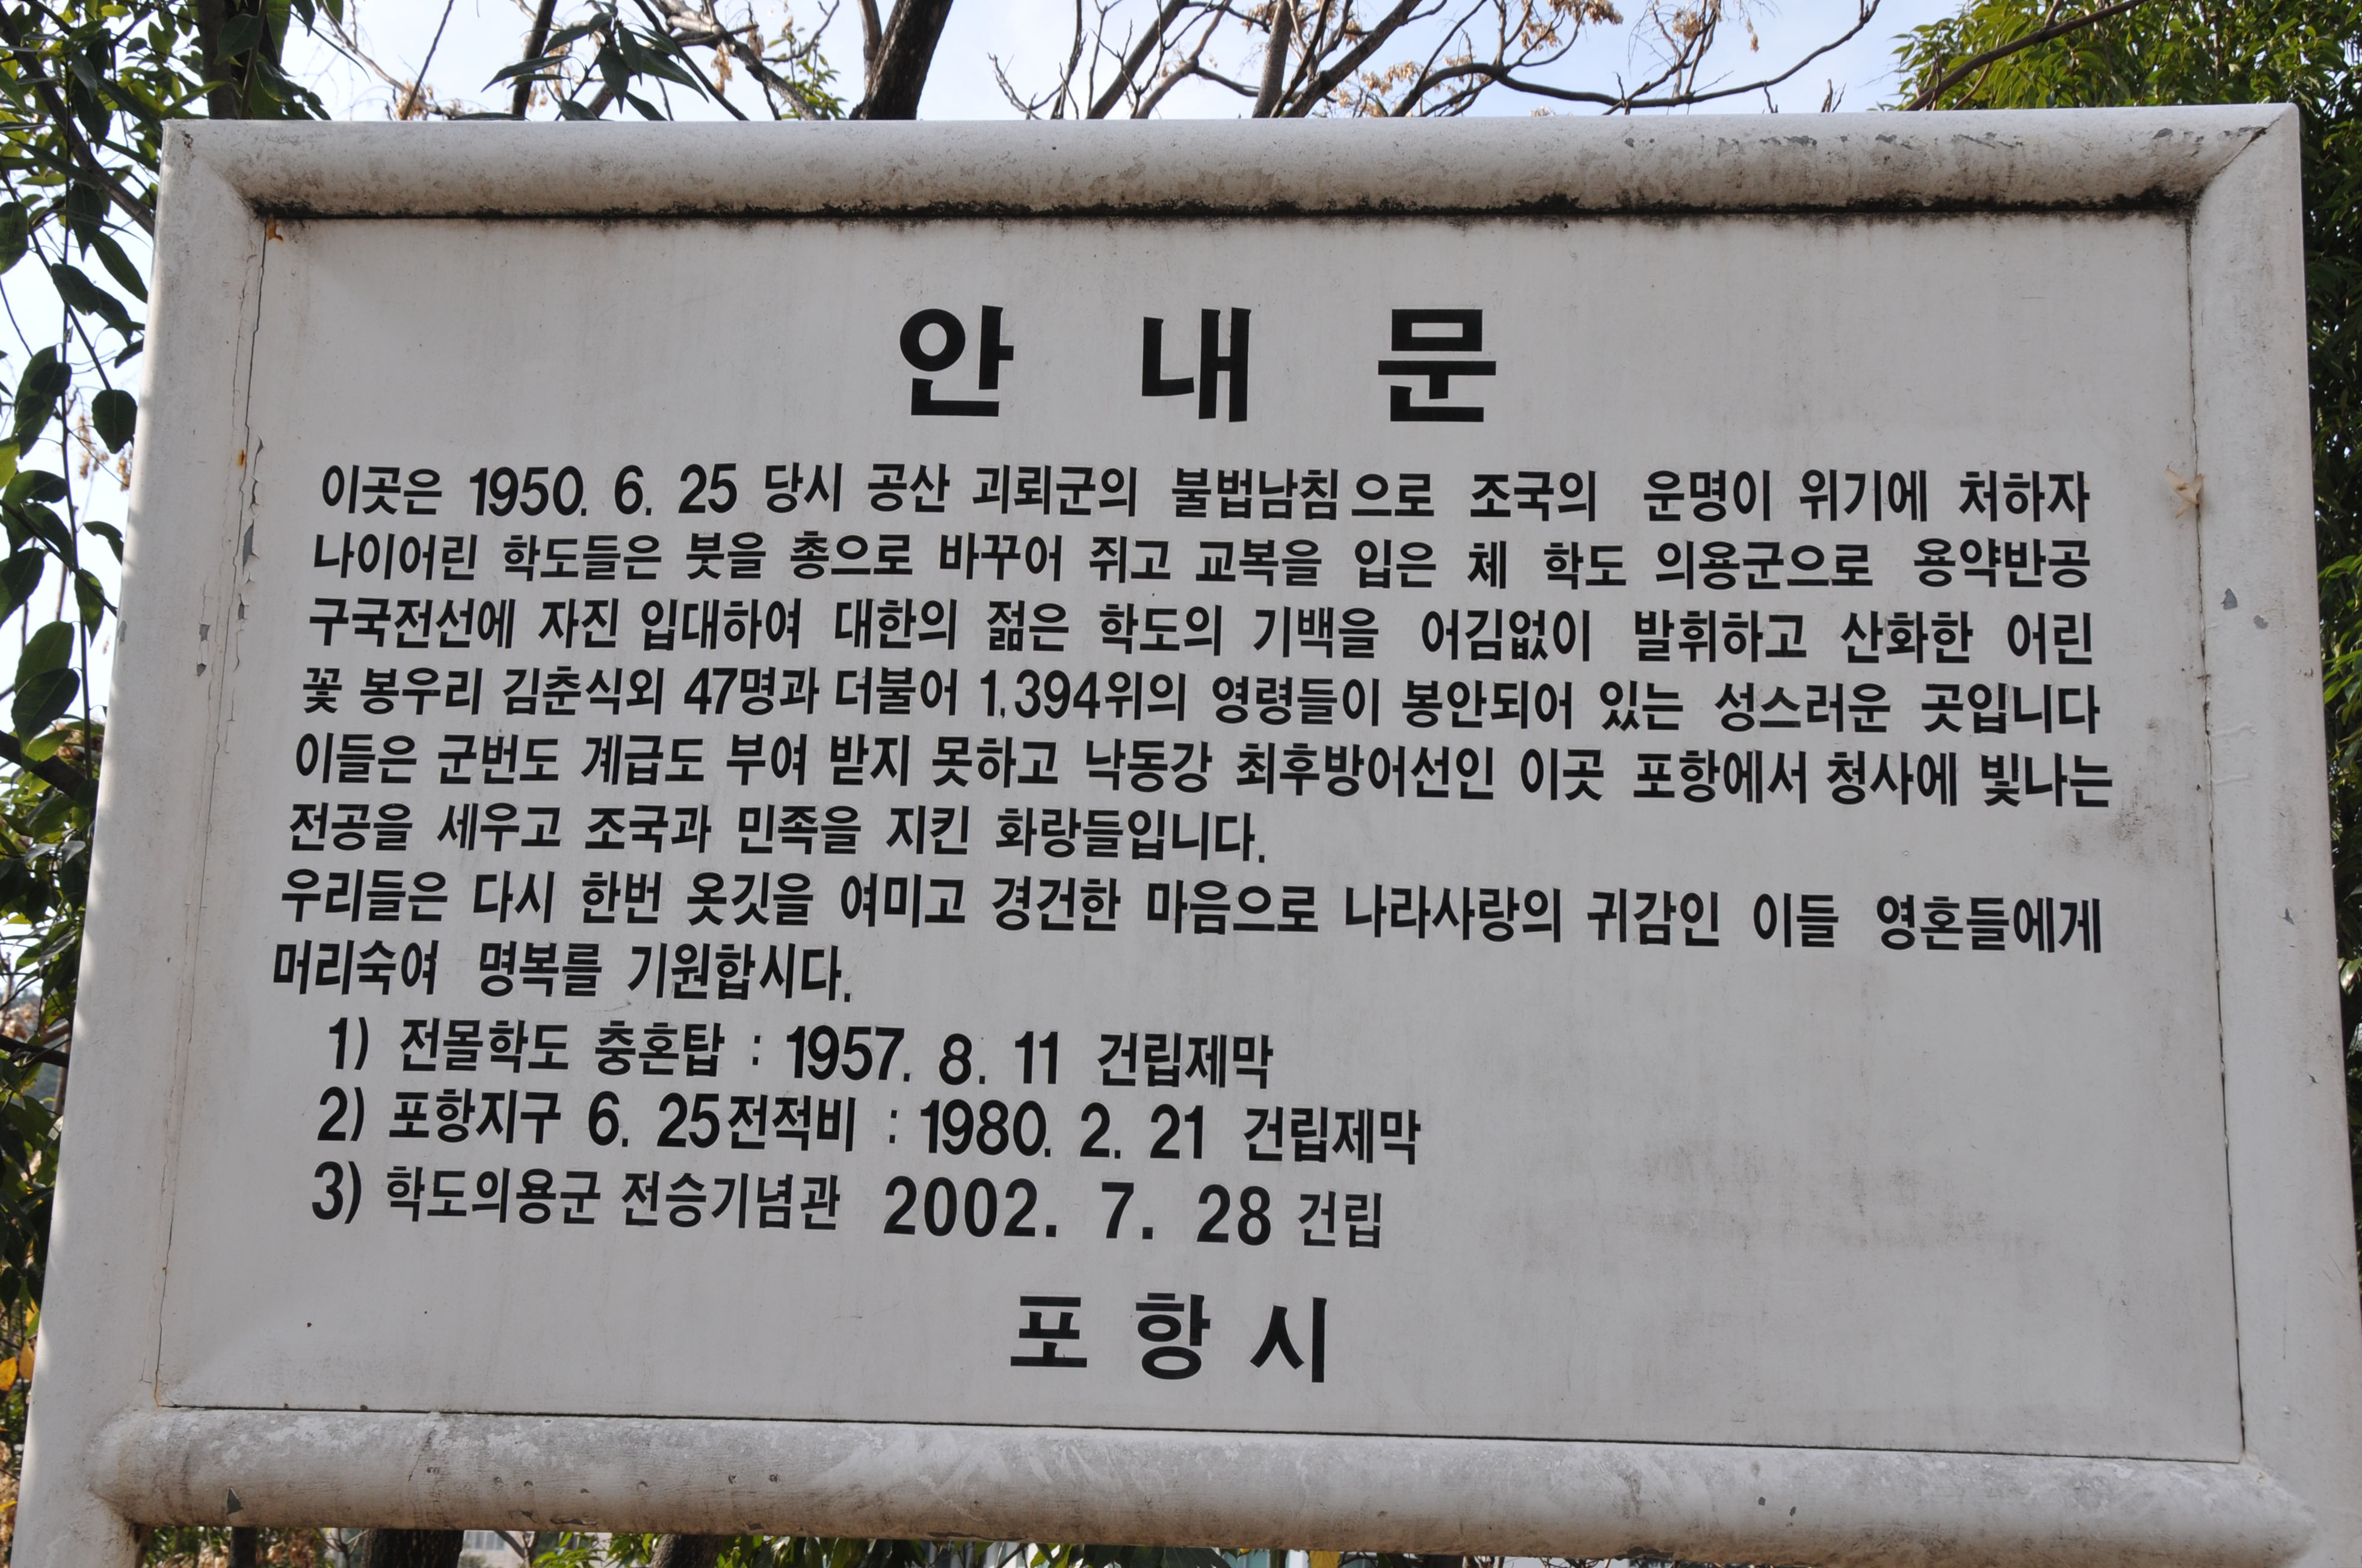 안내문
이곳은 1950. 6. 25 당시 공산 괴뢰군의 불법남침으로 조국의 운명이 위기에 처하자
나이어린 학도들은 붓을 총으로 바꾸어 쥐고 교복을 입은 체 학도 의용군으로 용약반공
구국전선에 자진 입대하여 대한의 젊은 학도의 기백을 어김없이 발휘하고 산화한 어린
꽃 봉우리 김춘식외 47명과 더불어 1,394위의 영령들이 봉안되어 있는 성스러운 곳입니다
이들은 군번도 계급도 부여 받지 못하고 낙동강 최후방어선인 이곳 포항에서 청사에 빛나는
전공을 세우고 조국과 민족을 지킨 화랑들입니다.
우리들은 다시 한번 옷깃을 여미고 경건한 마음으로 나라사랑의 귀감인 이들 영혼들에게
머리숙여 명복를 기원합시다.
1) 전몰학도 충혼탑 : 1957. 8. 11 건립제막
2) 포항지구 6. 25전적비 : 1980. 2. 21 건립제막
3) 학도의용군 전승기념관 2002. 7. 28 건립
포항시